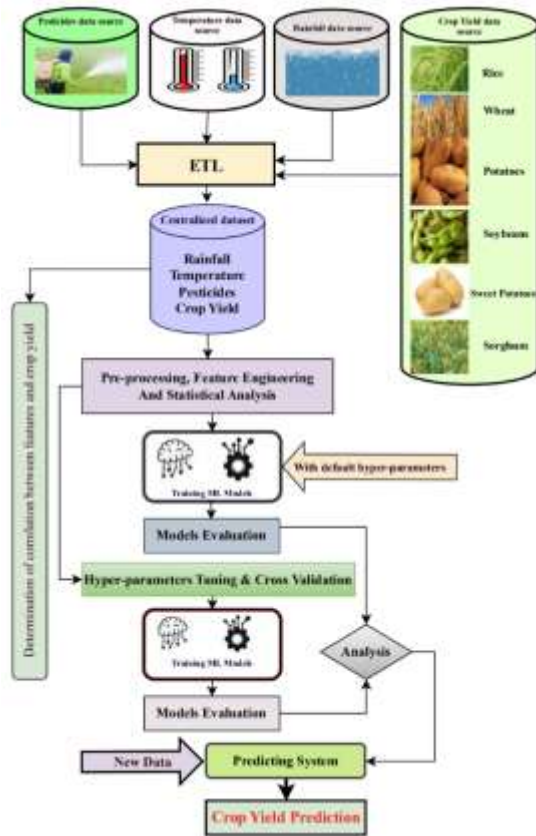 Pesticides data source
Temperature data
source
Rainfall data source
Crop Yield data
source
Rice
Wheat
Potatoes
Soybeans
Sweet Potatoes
Sorghum
ETL
Centralized dataset
Rainfall
Temperature
Pesticides
Crop Yield
Determination of correlation between features and crop yield
Pre-processing, Feature Engineering
And Statistical Analysis
Training ML Models
With default hyper-parameters
Models Evaluation
Hyper-parameters Tuning & Cross Validation
Training ML Models
Analysis
Models Evaluation
New Data
Predicting System
Crop Yield Prediction